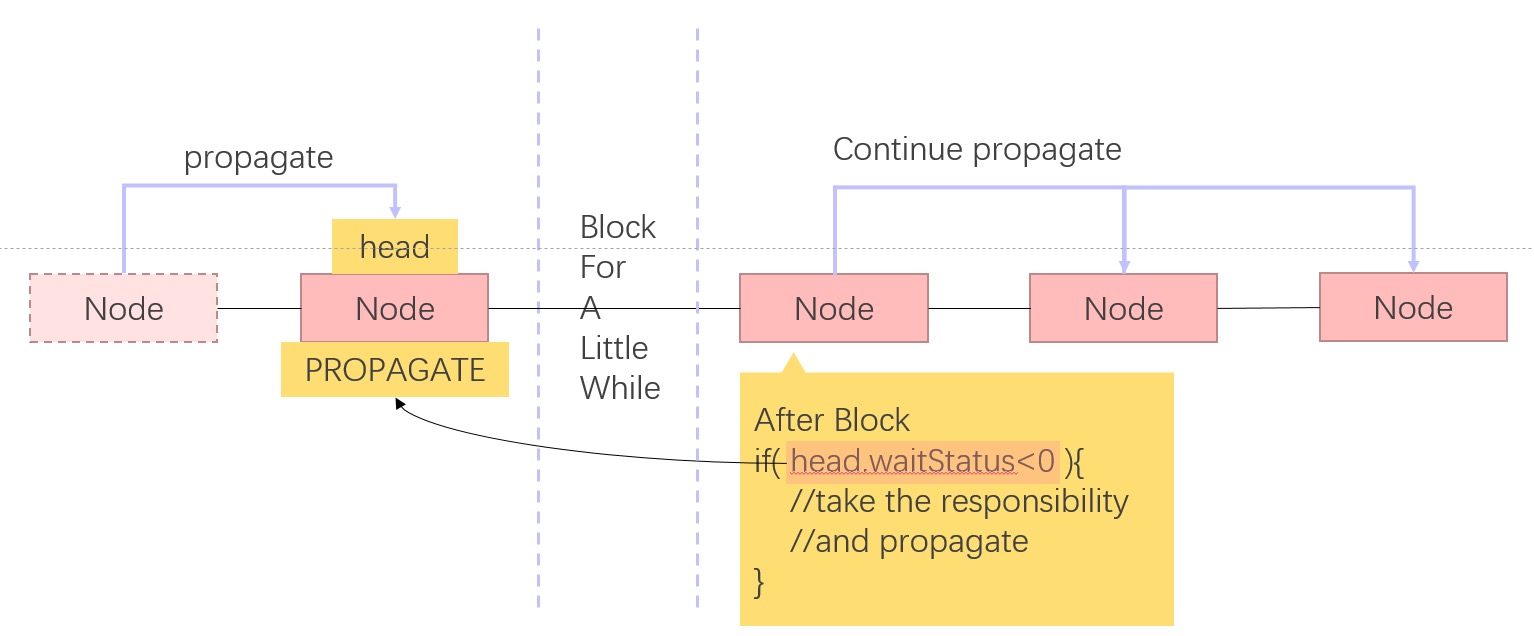 propagate
Continue propagate
head
Block
For
A
Little
While
Node
Node
Node
Node
Node
PROPAGATE
After Block
if( head.waitStatus<0 ){
//take the responsibility
//and propagate
}